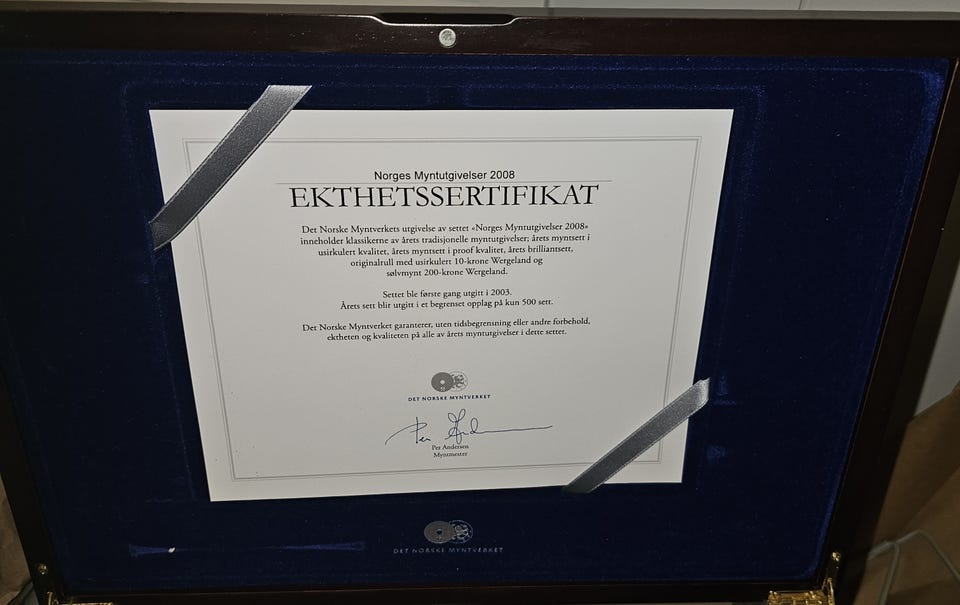 Norges Myntutgivelser 2008
EKTHETSSERTIFIKAT
Det Norske Myntverkets utgivelse av settet «Norges Myntutgivelser 2008»
inneholder klassikerne av årets tradisjonelle myntutgivelser; årets myntsett i
usirkulert kvalitet, årets myntsett i proof kvalitet, årets brilliantsett,
originalrull med usirkulert 10-krone Wergeland og
sølvmynt 200-krone Wergeland.
Settet ble første gang utgitt i 2003.
Årets sett blir utgitt i et begrenset opplag på kun 500 sett.
Det Norske Myntverket garanterer, uten tidsbegrensning eller andre forbehold,
ektheten og kvaliteten på alle av årets myntutgivelser i dette settet.
DET NORSKE MYNTVERKET
Per Andersen
Myntmester
DET NORSKE MYNTVERKET